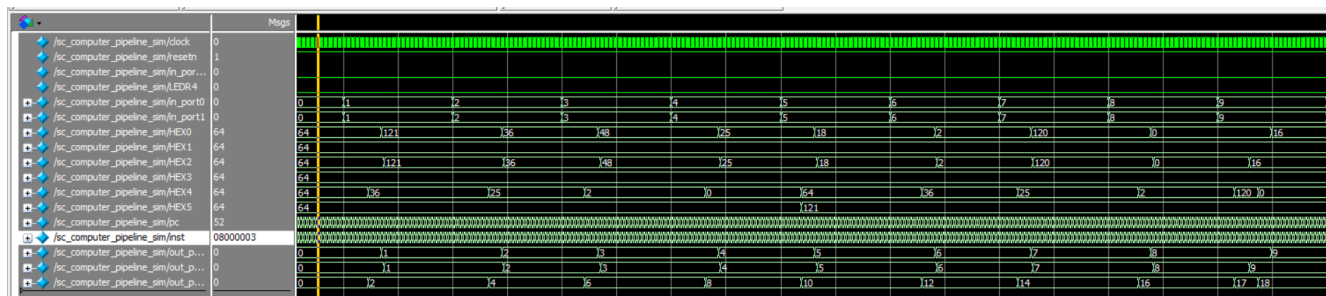 Msgs
/sc_computer_pipeline_sim/clock 0
/sc_computer_pipeline_sim/resetn 1
/sc_computer_pipeline_sim/in_por... 0
/sc_computer_pipeline_sim/LEDR4 0
/sc_computer_pipeline_sim/in_port0 0 0 1 2 3 4 5 6 7 8 9
/sc_computer_pipeline_sim/in_port1 0 0 1 2 3 4 5 6 7 8 9
/sc_computer_pipeline_sim/HEX0 64 64 121 36 48 25 18 2 120 0 16
/sc_computer_pipeline_sim/HEX1 64 64
/sc_computer_pipeline_sim/HEX2 64 64 121 36 48 25 18 2 120 0 16
/sc_computer_pipeline_sim/HEX3 64 64
/sc_computer_pipeline_sim/HEX4 64 64 36 25 2 0 64 36 25 2 120 0
/sc_computer_pipeline_sim/HEX5 64 64 121
/sc_computer_pipeline_sim/pc 52
/sc_computer_pipeline_sim/inst 08000003
/sc_computer_pipeline_sim/out_p... 0 0 1 2 3 4 5 6 7 8 9
/sc_computer_pipeline_sim/out_p... 0 0 1 2 3 4 5 6 7 8 9
/sc_computer_pipeline_sim/out_p... 0 0 2 4 6 8 10 12 14 16 17 18